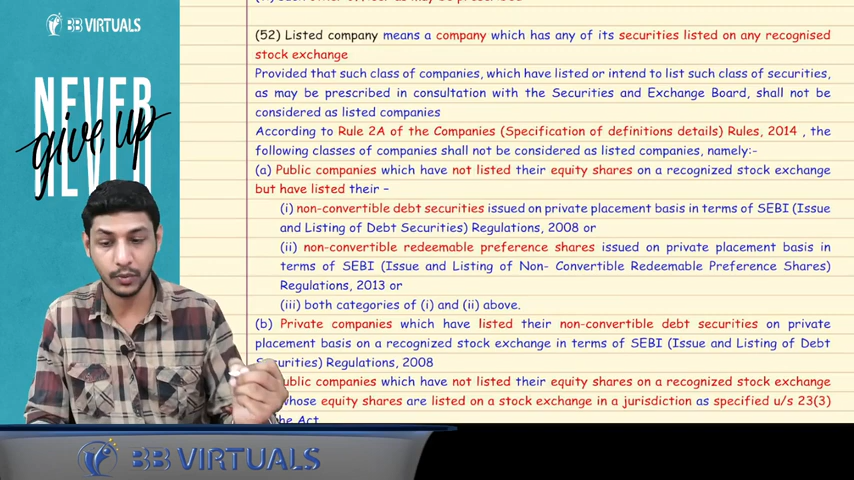 BB VIRTUALS
NEVER
give up
NEVER
(52) Listed company means a company which has any of its securities listed on any recognised
stock exchange
Provided that such class of companies, which have listed or intend to list such class of securities,
as may be prescribed in consultation with the Securities and Exchange Board, shall not be
considered as listed companies
According to Rule 2A of the Companies (Specification of definitions details) Rules, 2014 , the
following classes of companies shall not be considered as listed companies, namely:-
(a) Public companies which have not listed their equity shares on a recognized stock exchange
but have listed their –
(i) non-convertible debt securities issued on private placement basis in terms of SEBI (Issue
and Listing of Debt Securities) Regulations, 2008 or
(ii) non-convertible redeemable preference shares issued on private placement basis in
terms of SEBI (Issue and Listing of Non- Convertible Redeemable Preference Shares)
Regulations, 2013 or
(iii) both categories of (i) and (ii) above.
(b) Private companies which have listed their non-convertible debt securities on private
placement basis on a recognized stock exchange in terms of SEBI (Issue and Listing of Debt
Securities) Regulations, 2008
Public companies which have not listed their equity shares on a recognized stock exchange
whose equity shares are listed on a stock exchange in a jurisdiction as specified u/s 23(3)
the Act
BB VIRTUALS